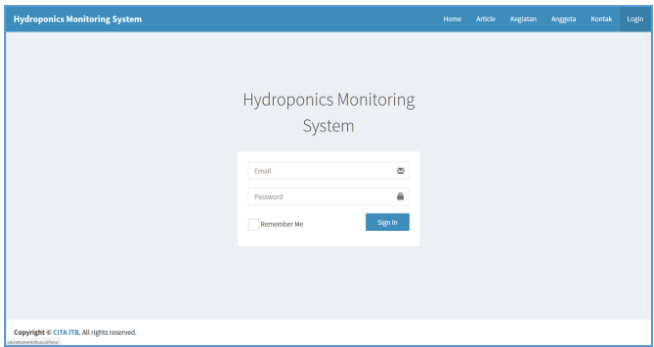 Hydroponics Monitoring System Home Article Kegiatan Anggota Kontak Login
Hydroponics Monitoring
System
Email
Password
Remember Me Sign In
Copyright © CITA ITB. All rights reserved.